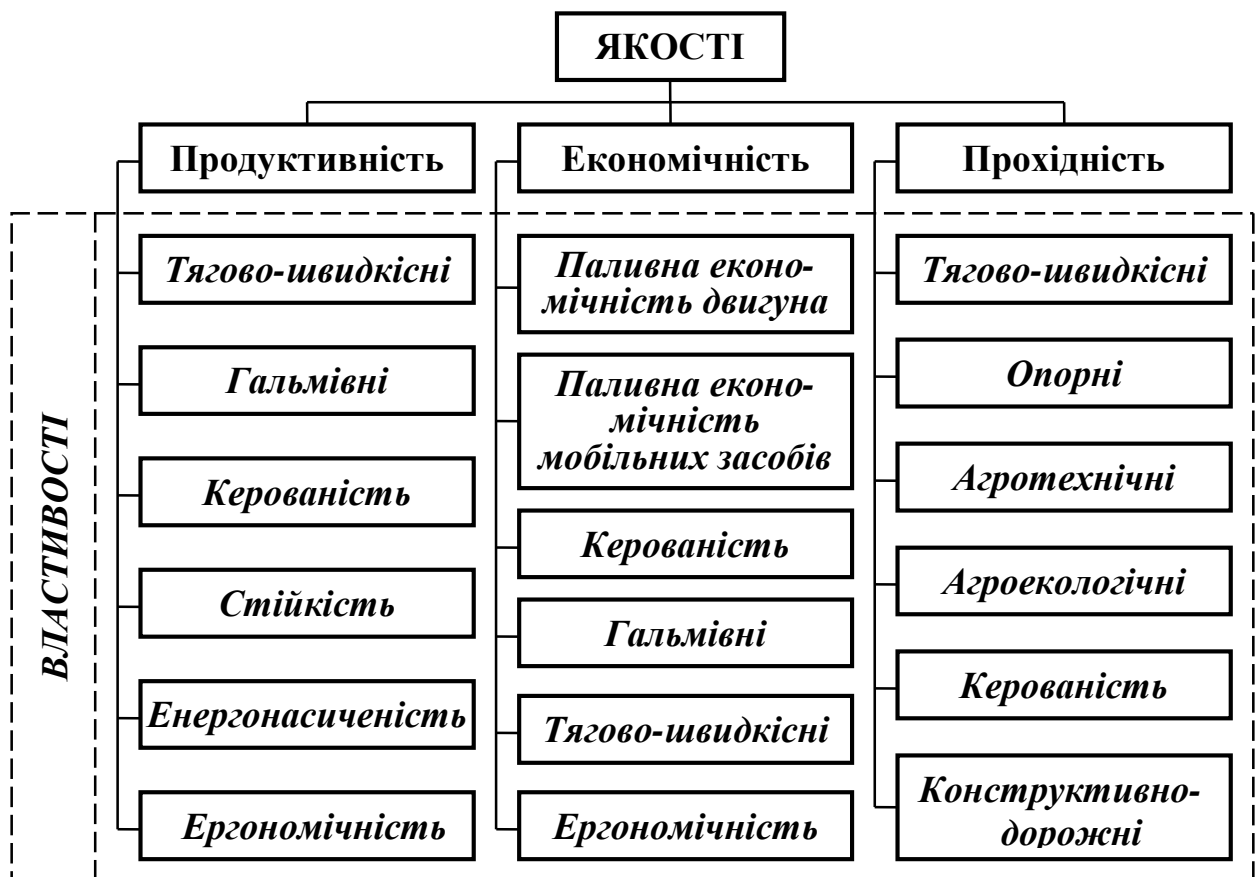 ЯКОСТІ
Продуктивність
Економічність
Прохідність
ВЛАСТИВОСТІ
Тягово-швидкісні
Гальмівні
Керованість
Стійкість
Енергонасиченість
Ергономічність
Паливна еконо-
мічність двигуна
Паливна еконо-
мічність
мобільних засобів
Керованість
Гальмівні
Тягово-швидкісні
Ергономічність
Тягово-швидкісні
Опорні
Агротехнічні
Агроекологічні
Керованість
Конструктивно-
дорожні